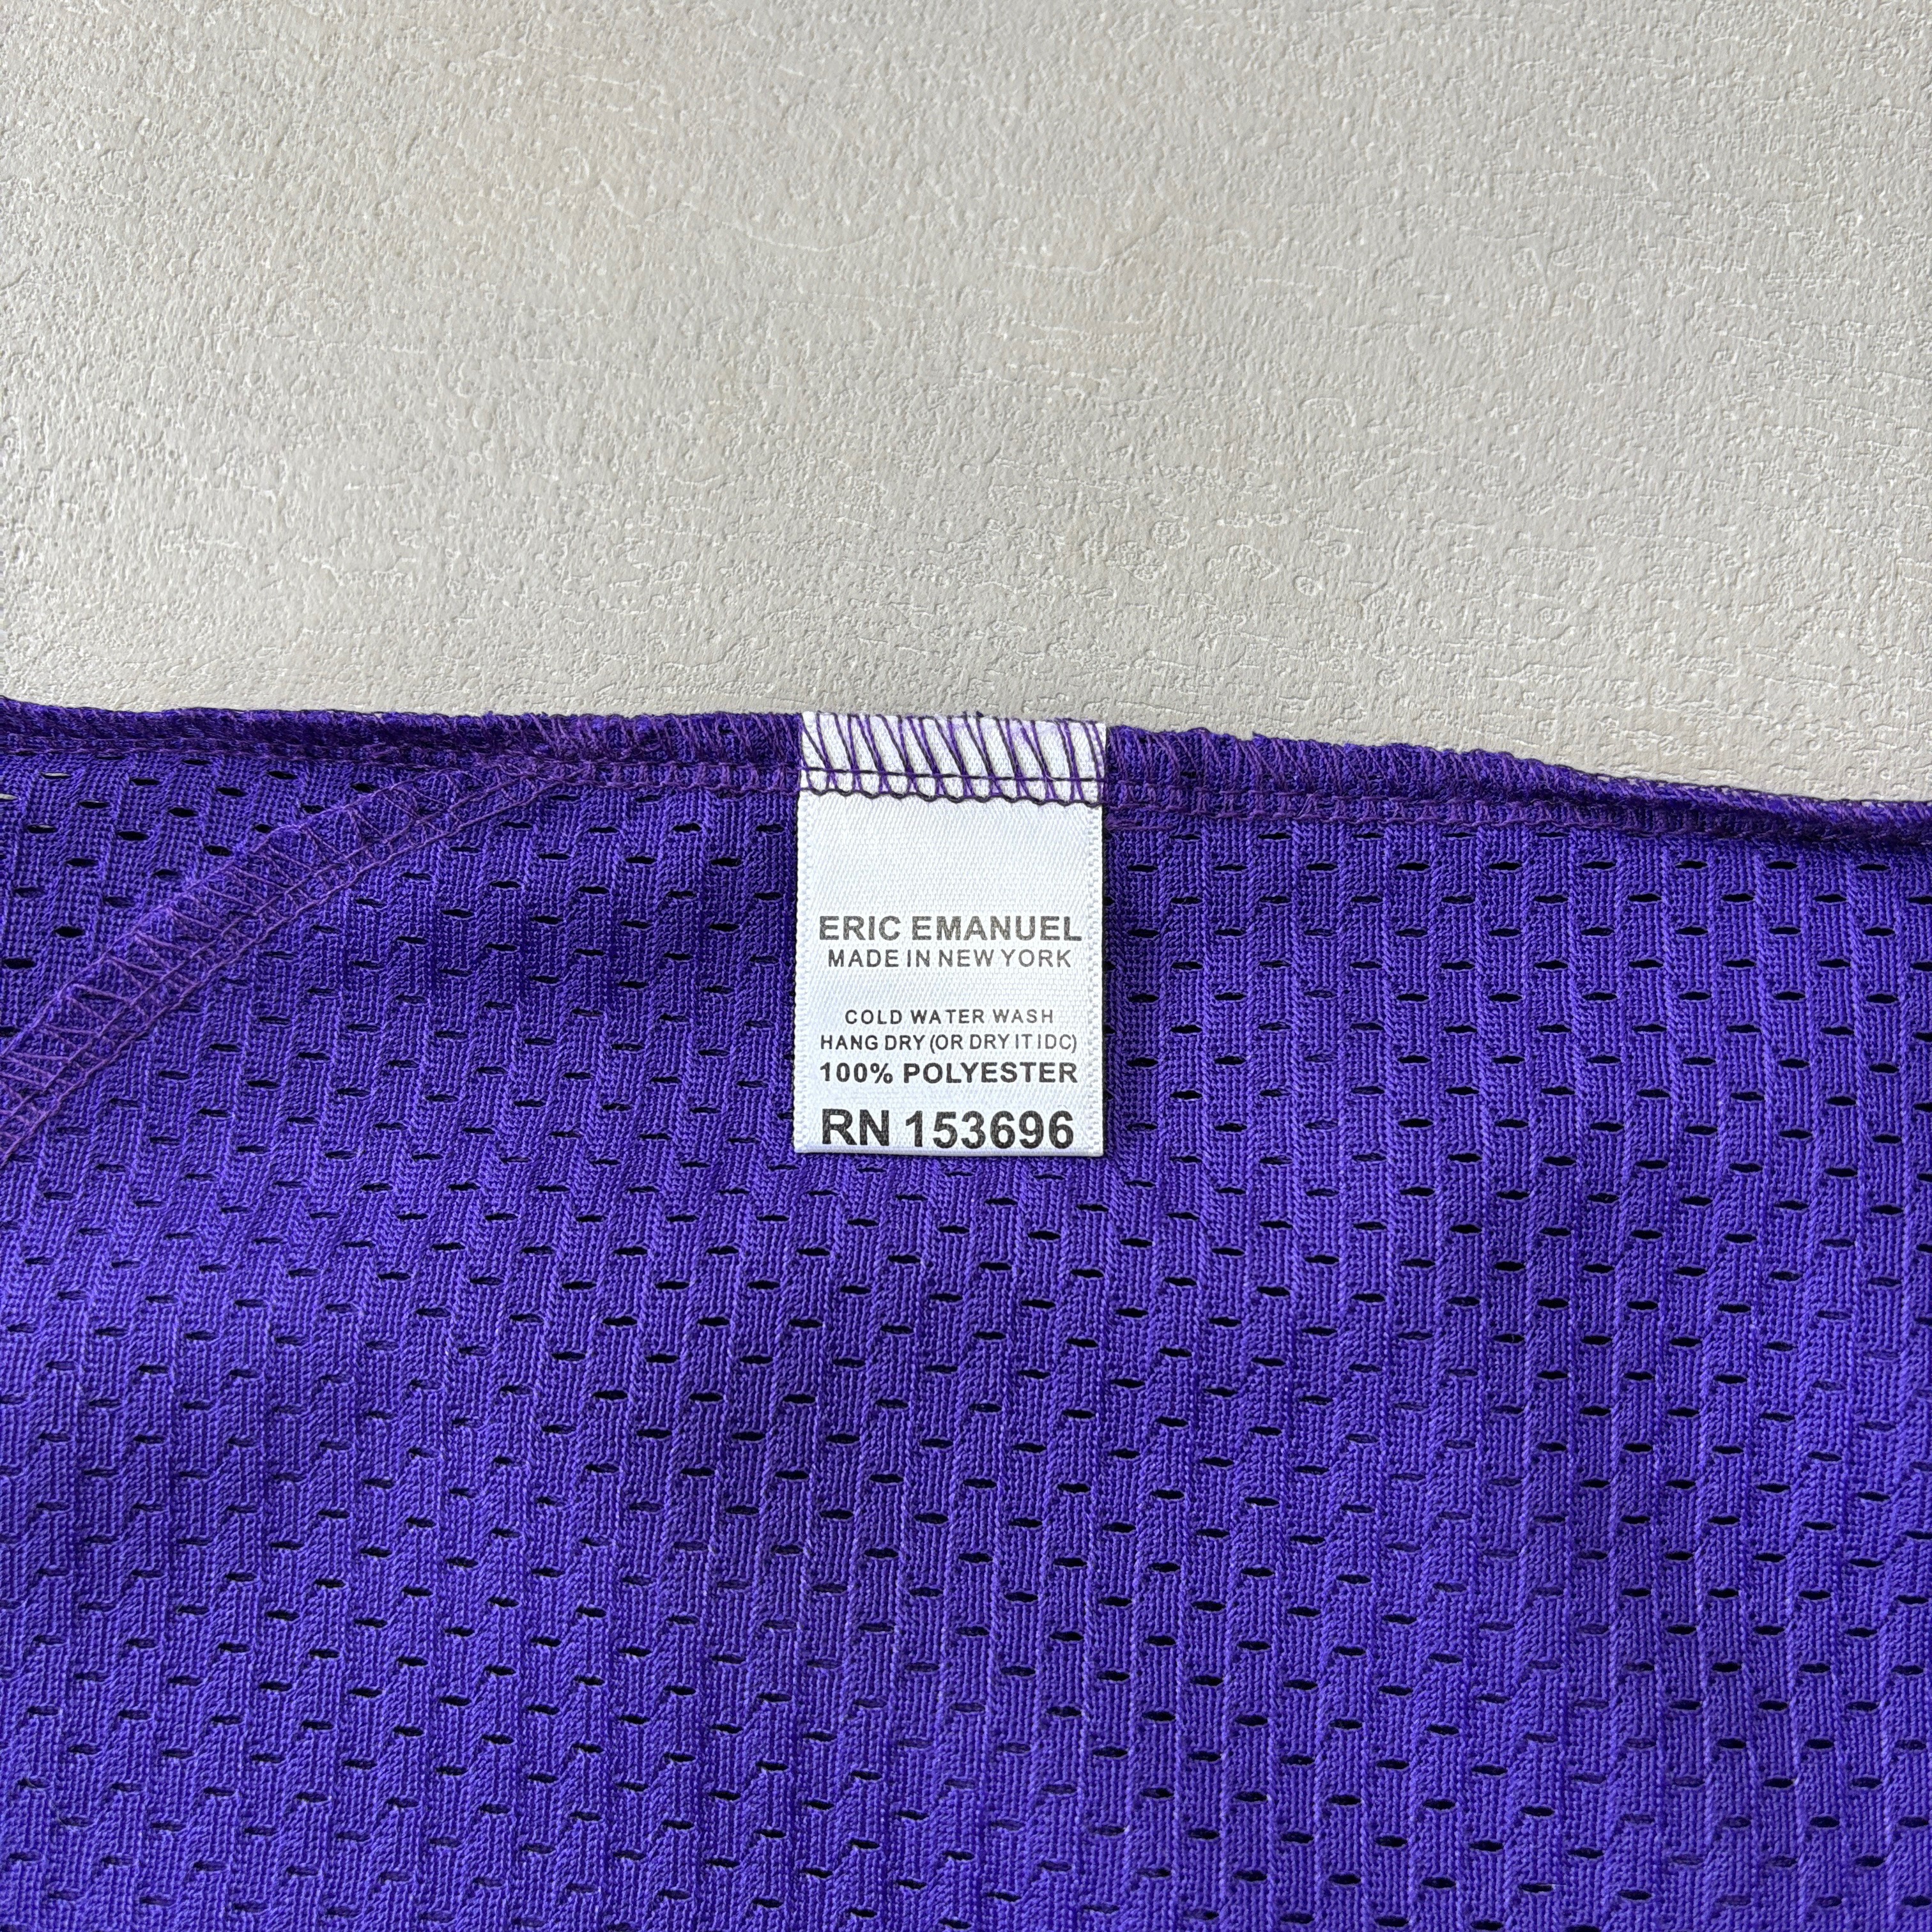 ERIC EMANUEL
MADE IN NEW YORK
COLD WATER WASH
HANG DRY (OR DRY IT IDC)
100% POLYESTER
RN 153696